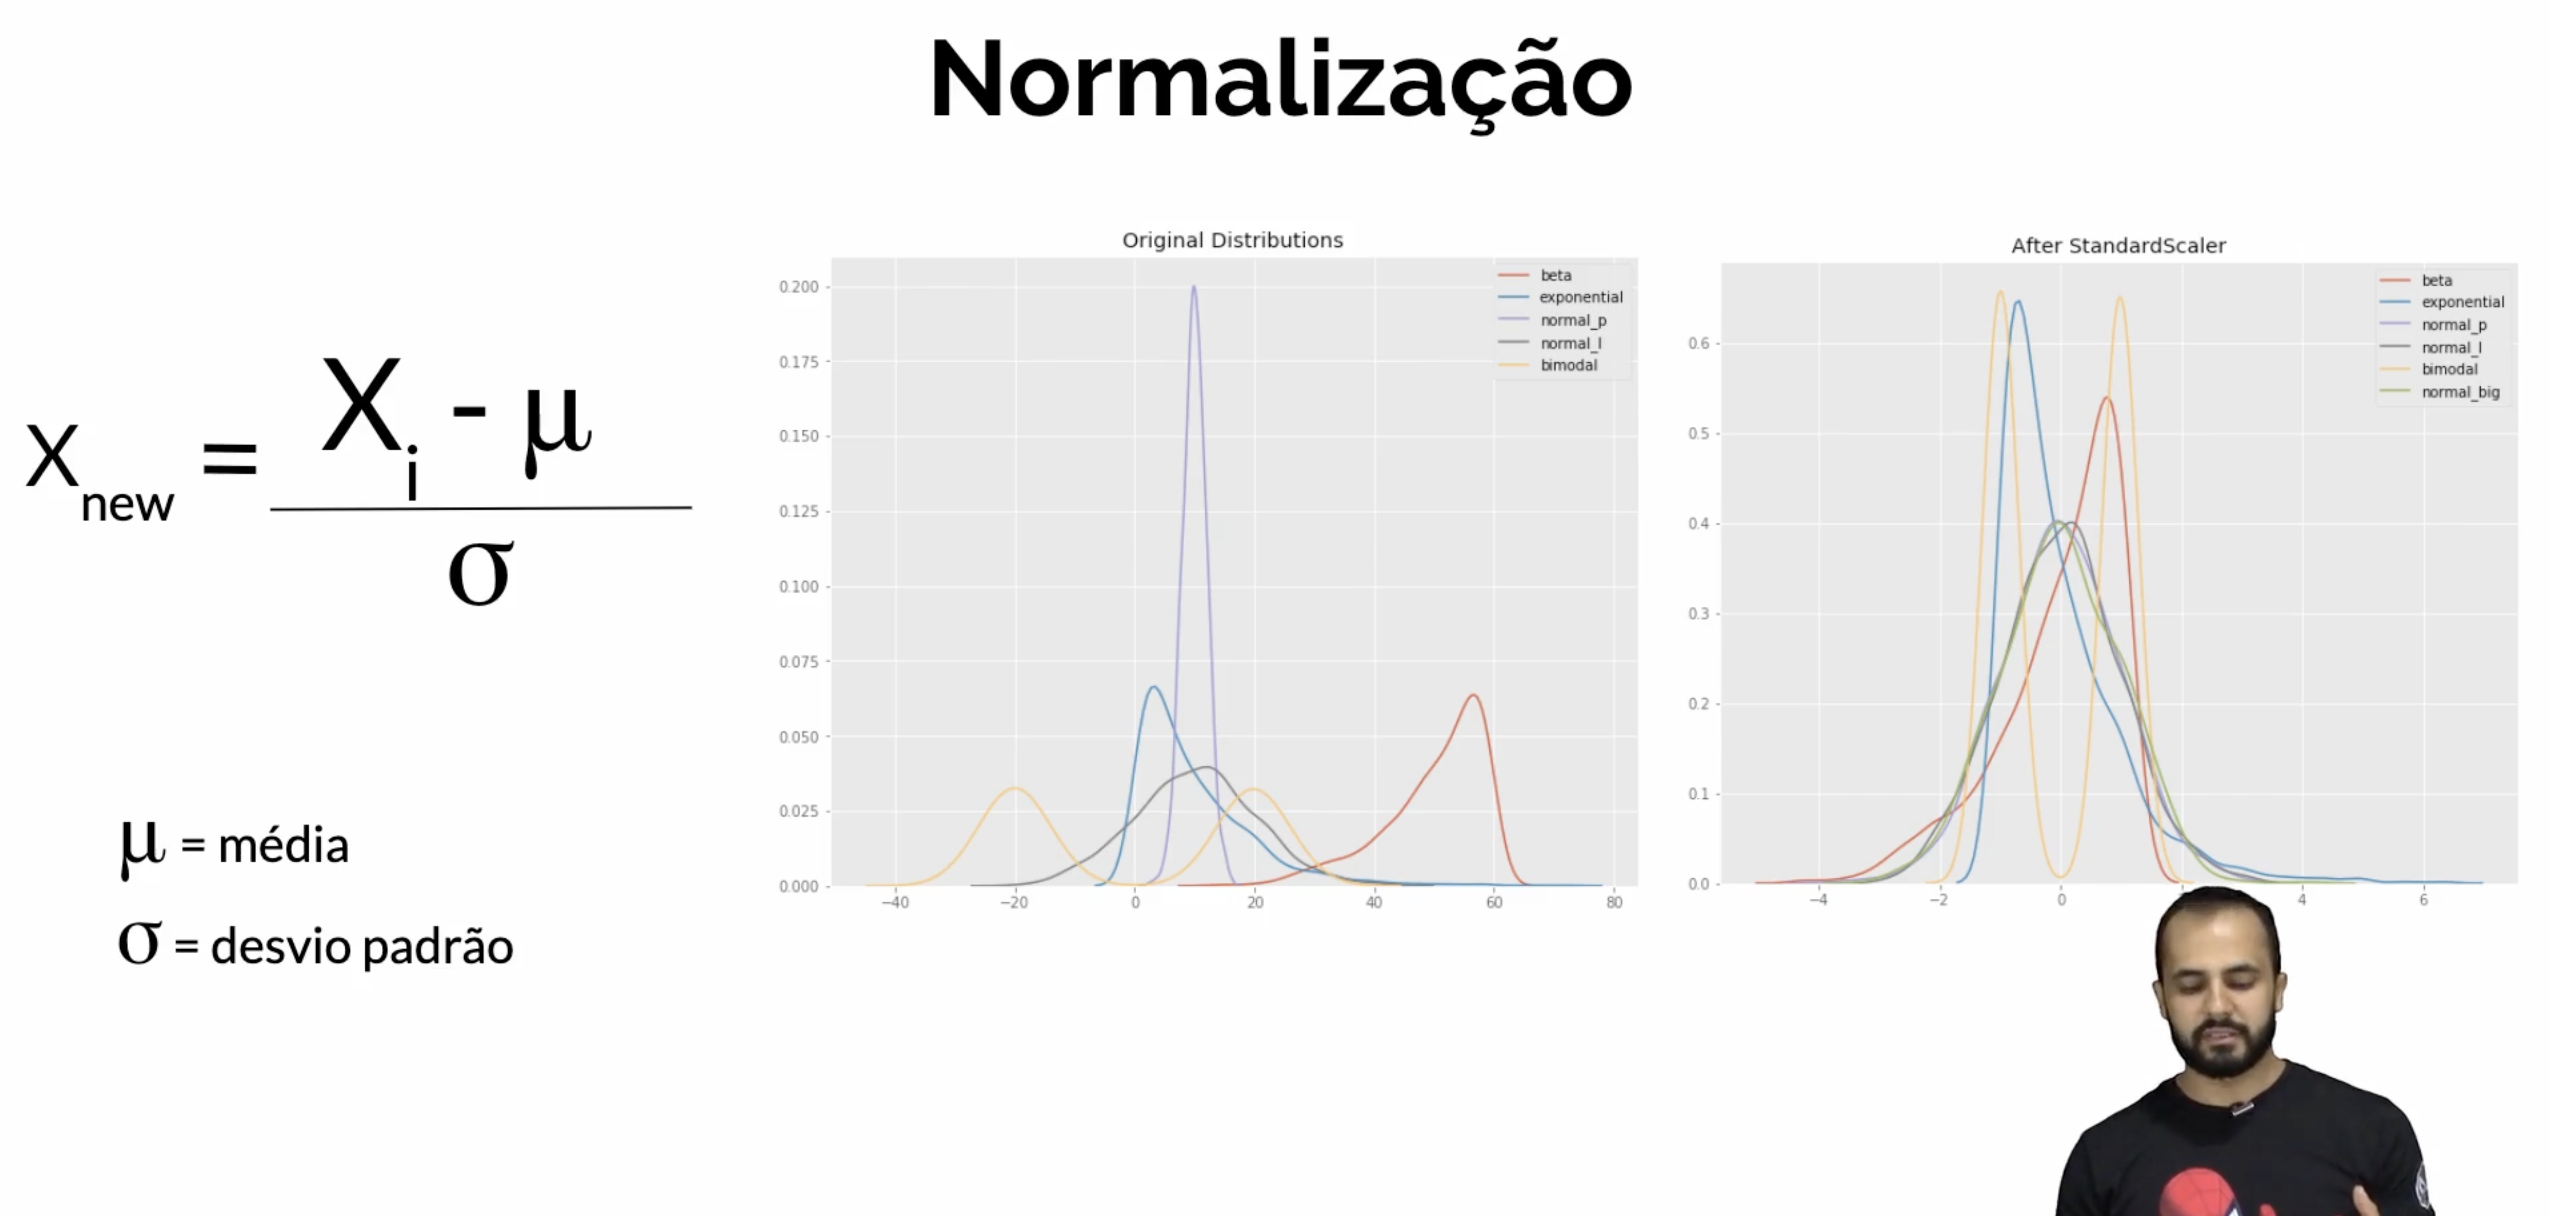 Normalização
X new = Xi - μ
σ
μ = média
σ = desvio padrão
Original Distributions
beta
exponential
normal_p
normal_l
bimodal
0.200
0.175
0.150
0.125
0.100
0.075
0.050
0.025
0.000
−40 −20 0 20 40 60 80
After StandardScaler
beta
exponential
normal_p
normal_l
bimodal
normal_big
0.6
0.5
0.4
0.3
0.2
0.1
0.0
−4 −2 0 4 6